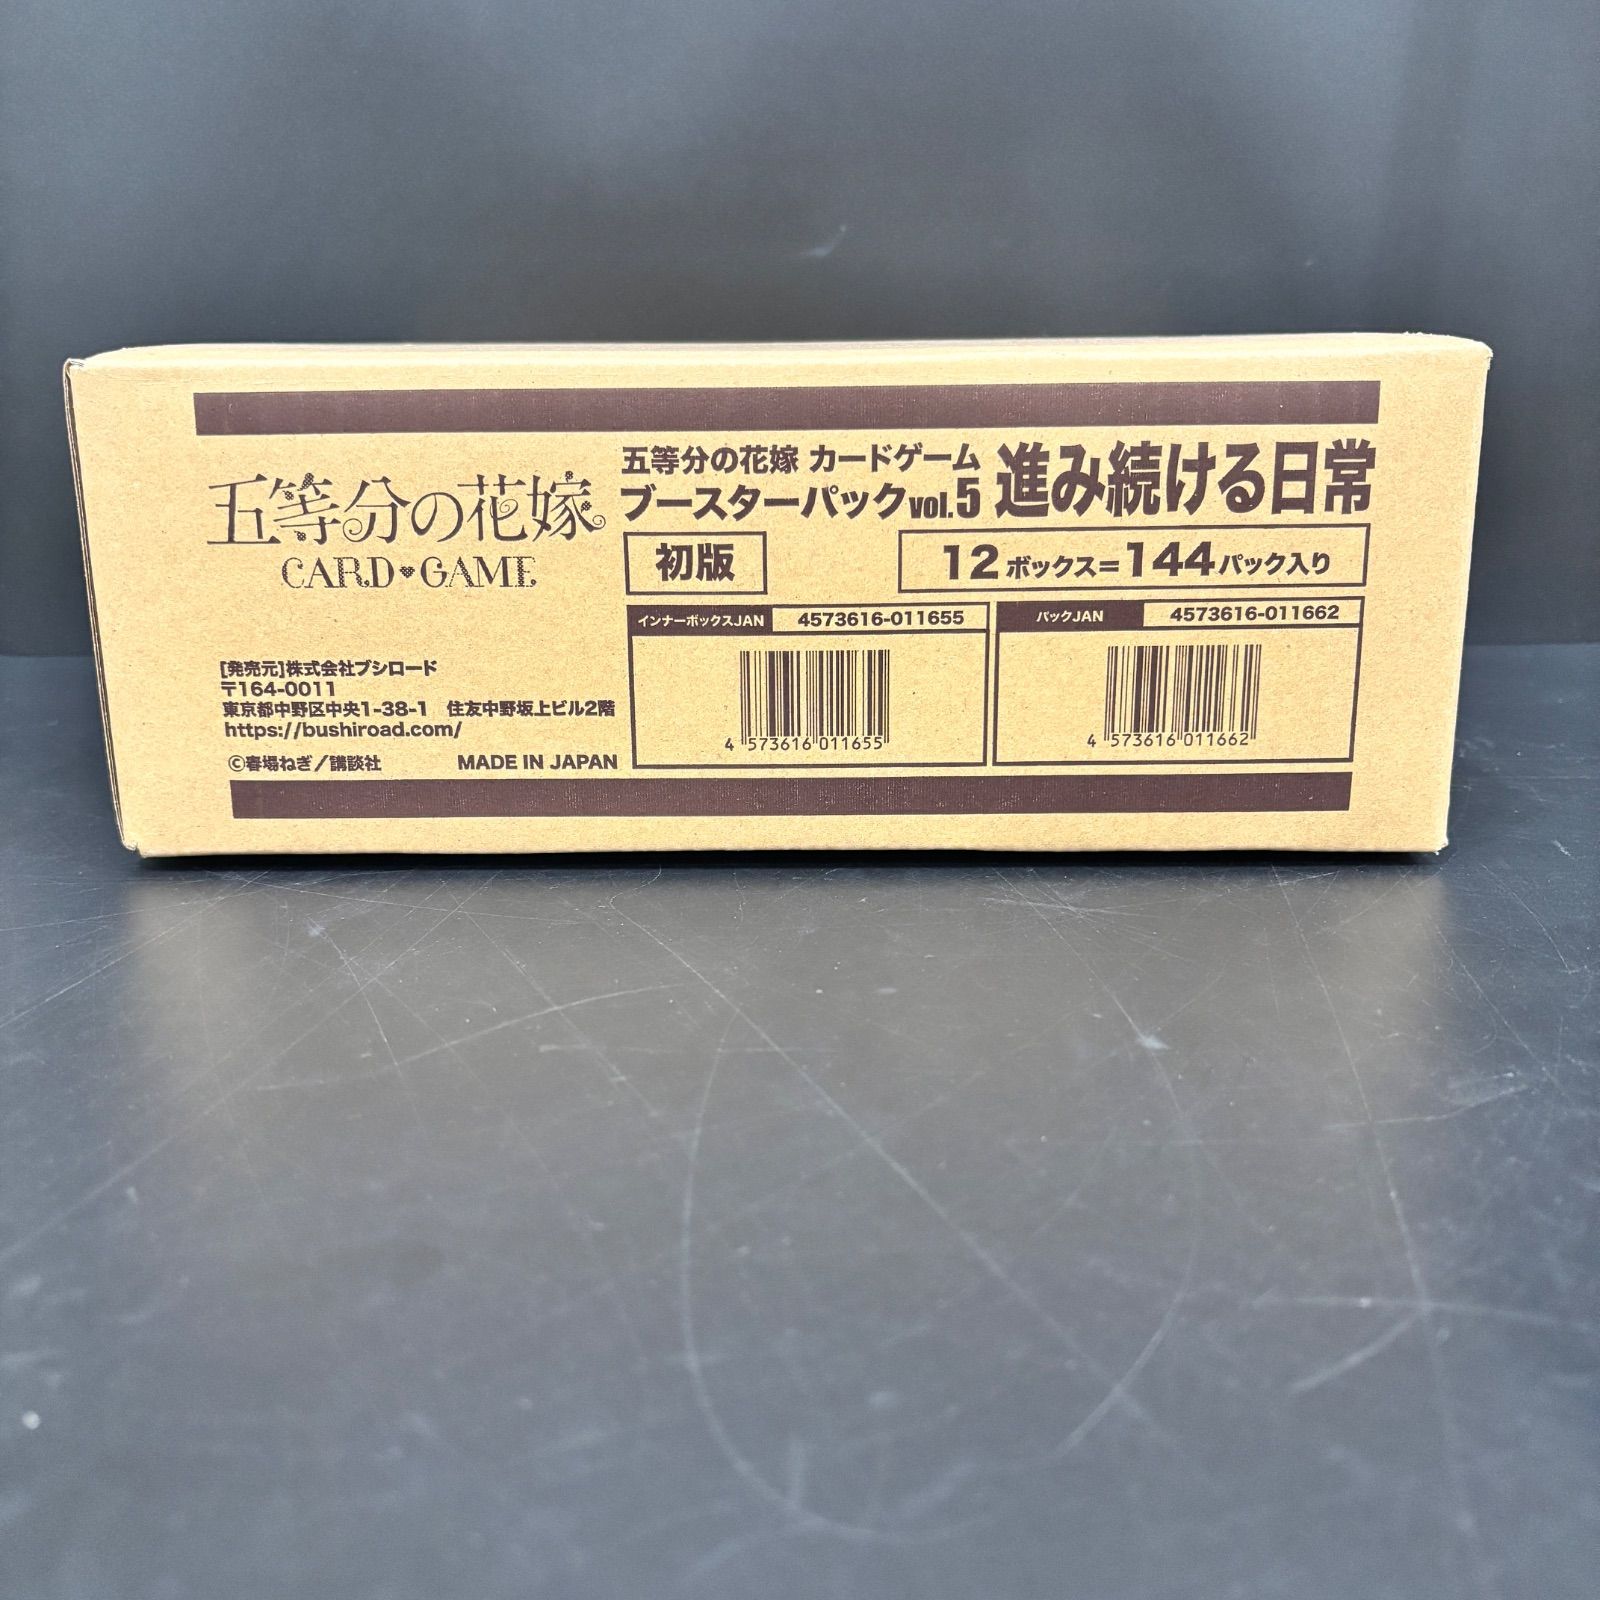 五等分の花嫁
CARD♥GAME
五等分の花嫁 カードゲーム
ブースターパックvol.5 進み続ける日常
初版
12ボックス=144パック入り
インナーボックスJAN 4573616-011655
4 573616 011655
パックJAN 4573616-011662
4 573616 011662
[発売元]株式会社ブシロード
〒164-0011
東京都中野区中央1-38-1 住友中野坂上ビル2階
https://bushiroad.com/
©春場ねぎ／講談社 MADE IN JAPAN